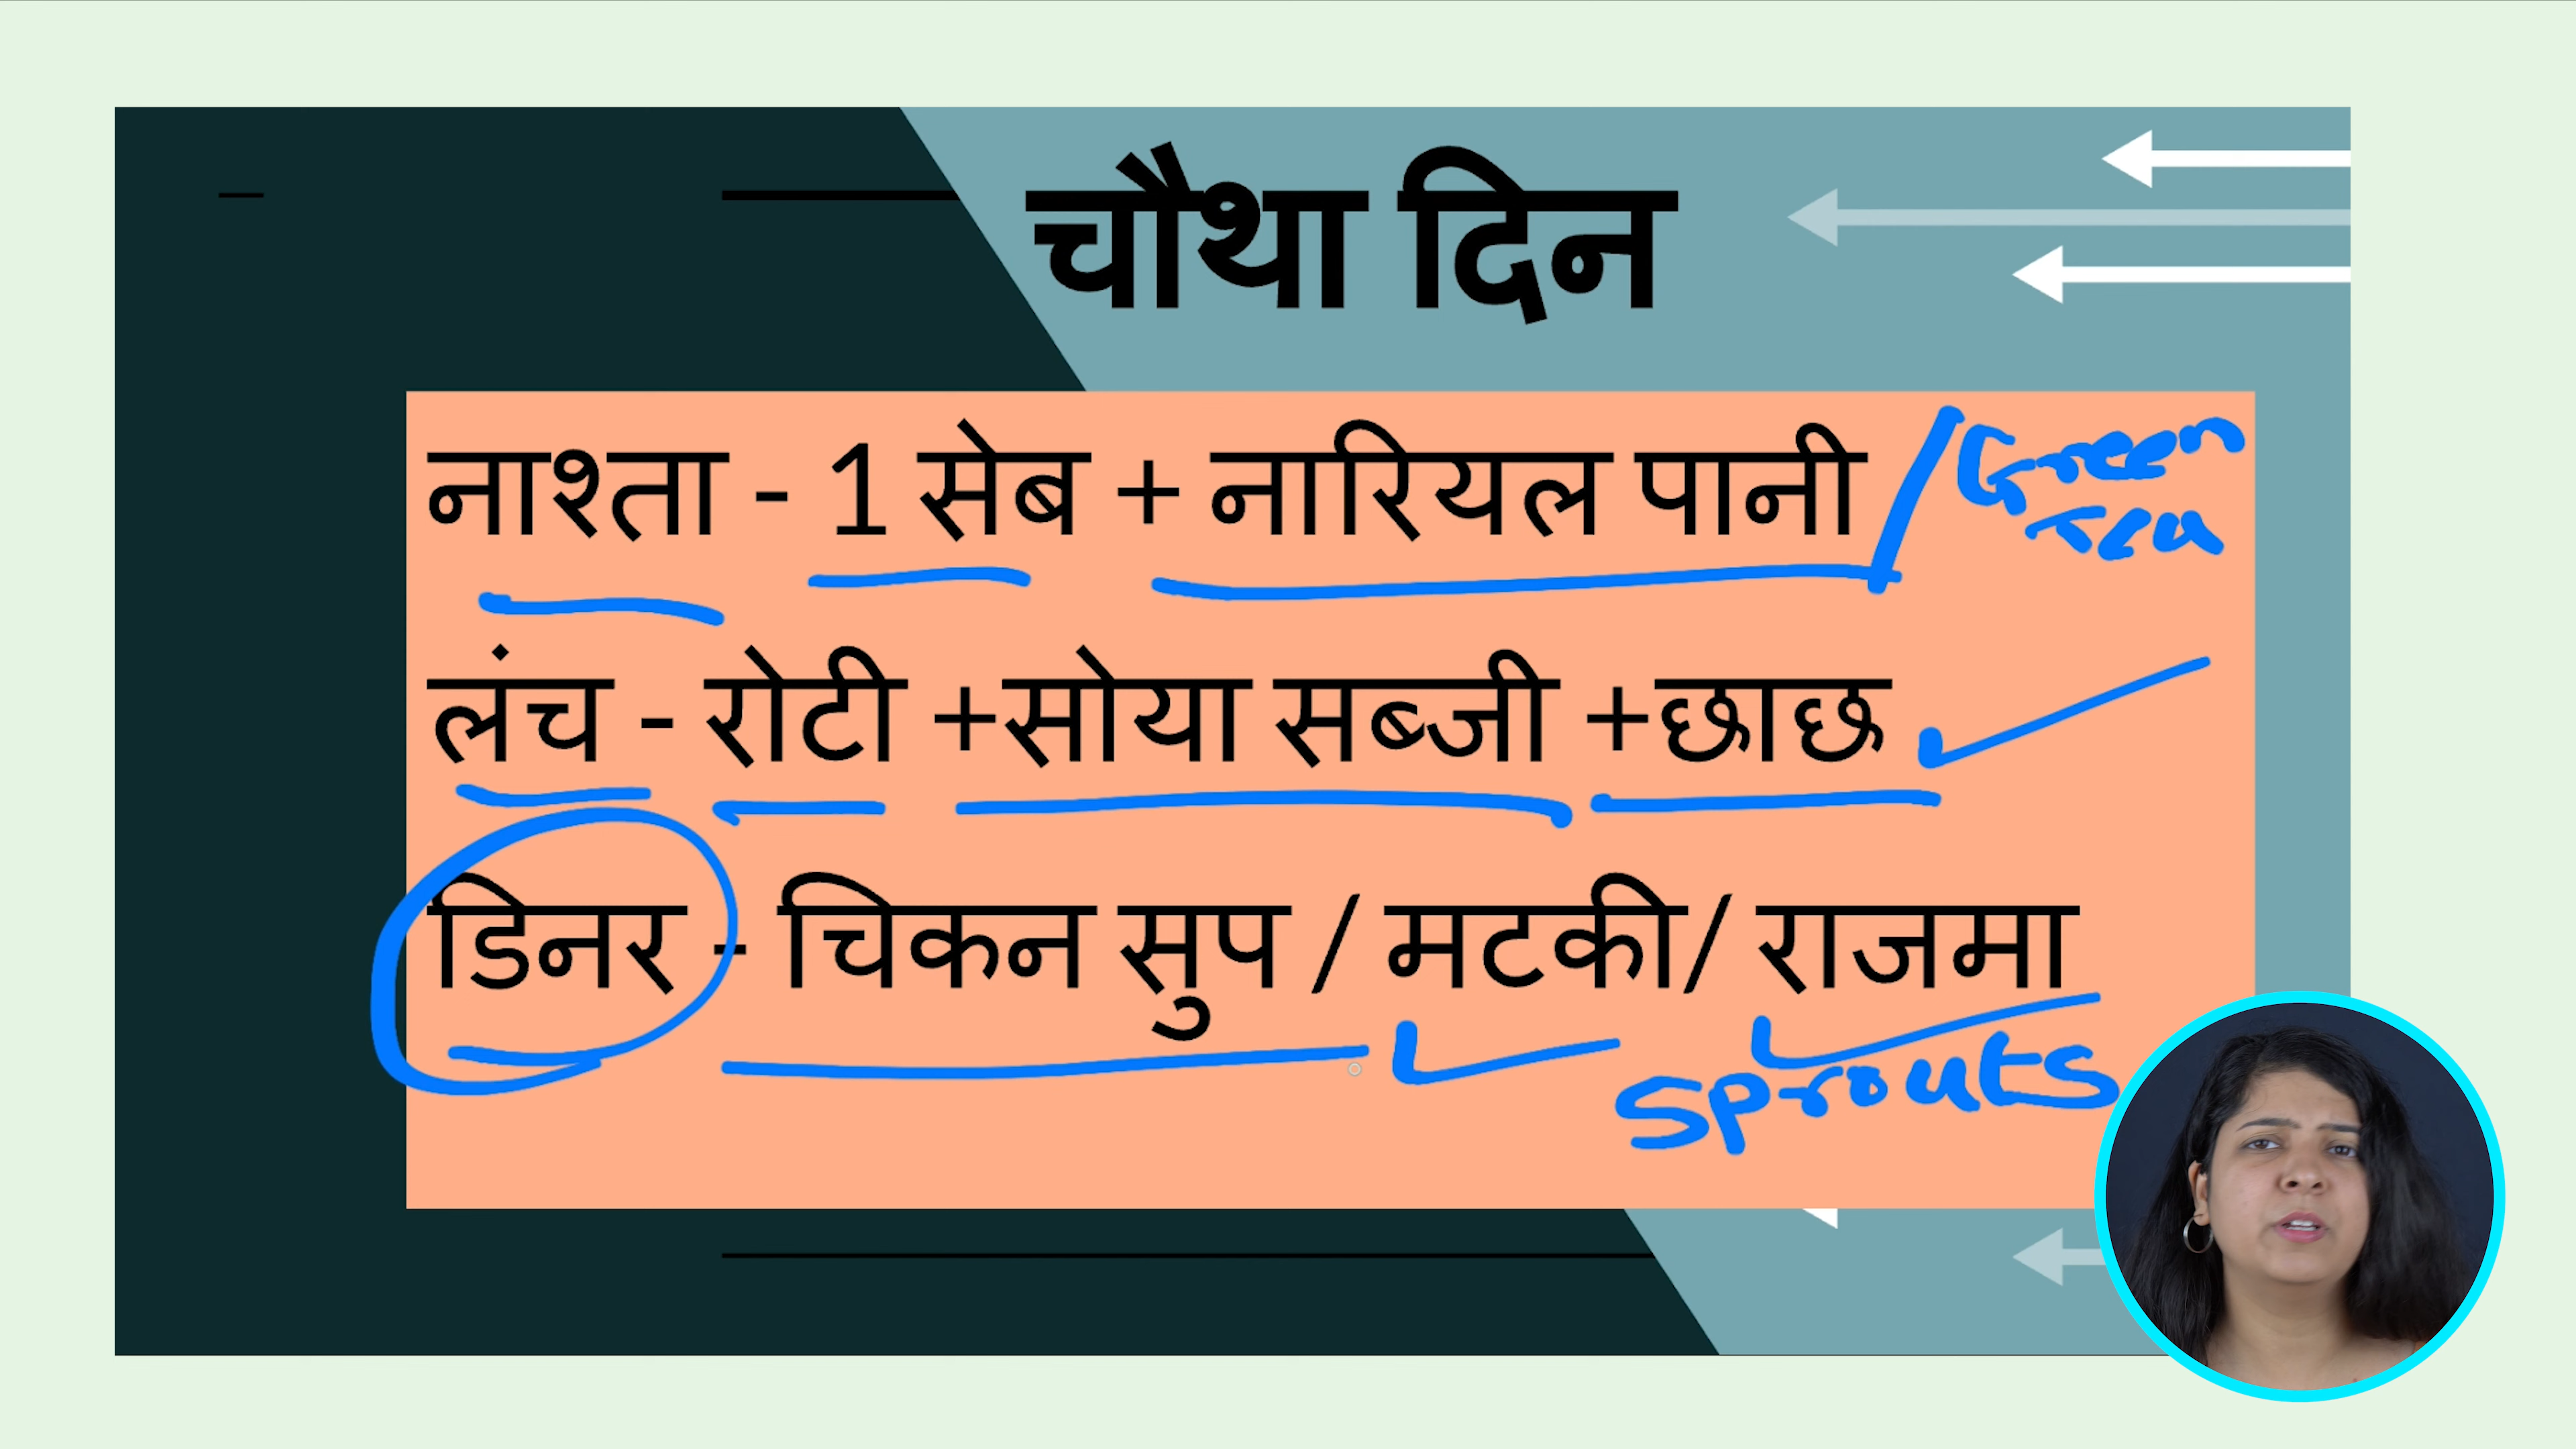 चौथा दिन
नाश्ता - 1 सेब + नारियल पानी / Green
Tea
लंच - रोटी +सोया सब्जी +छाछ
डिनर - चिकन सुप / मटकी/ राजमा
sprouts